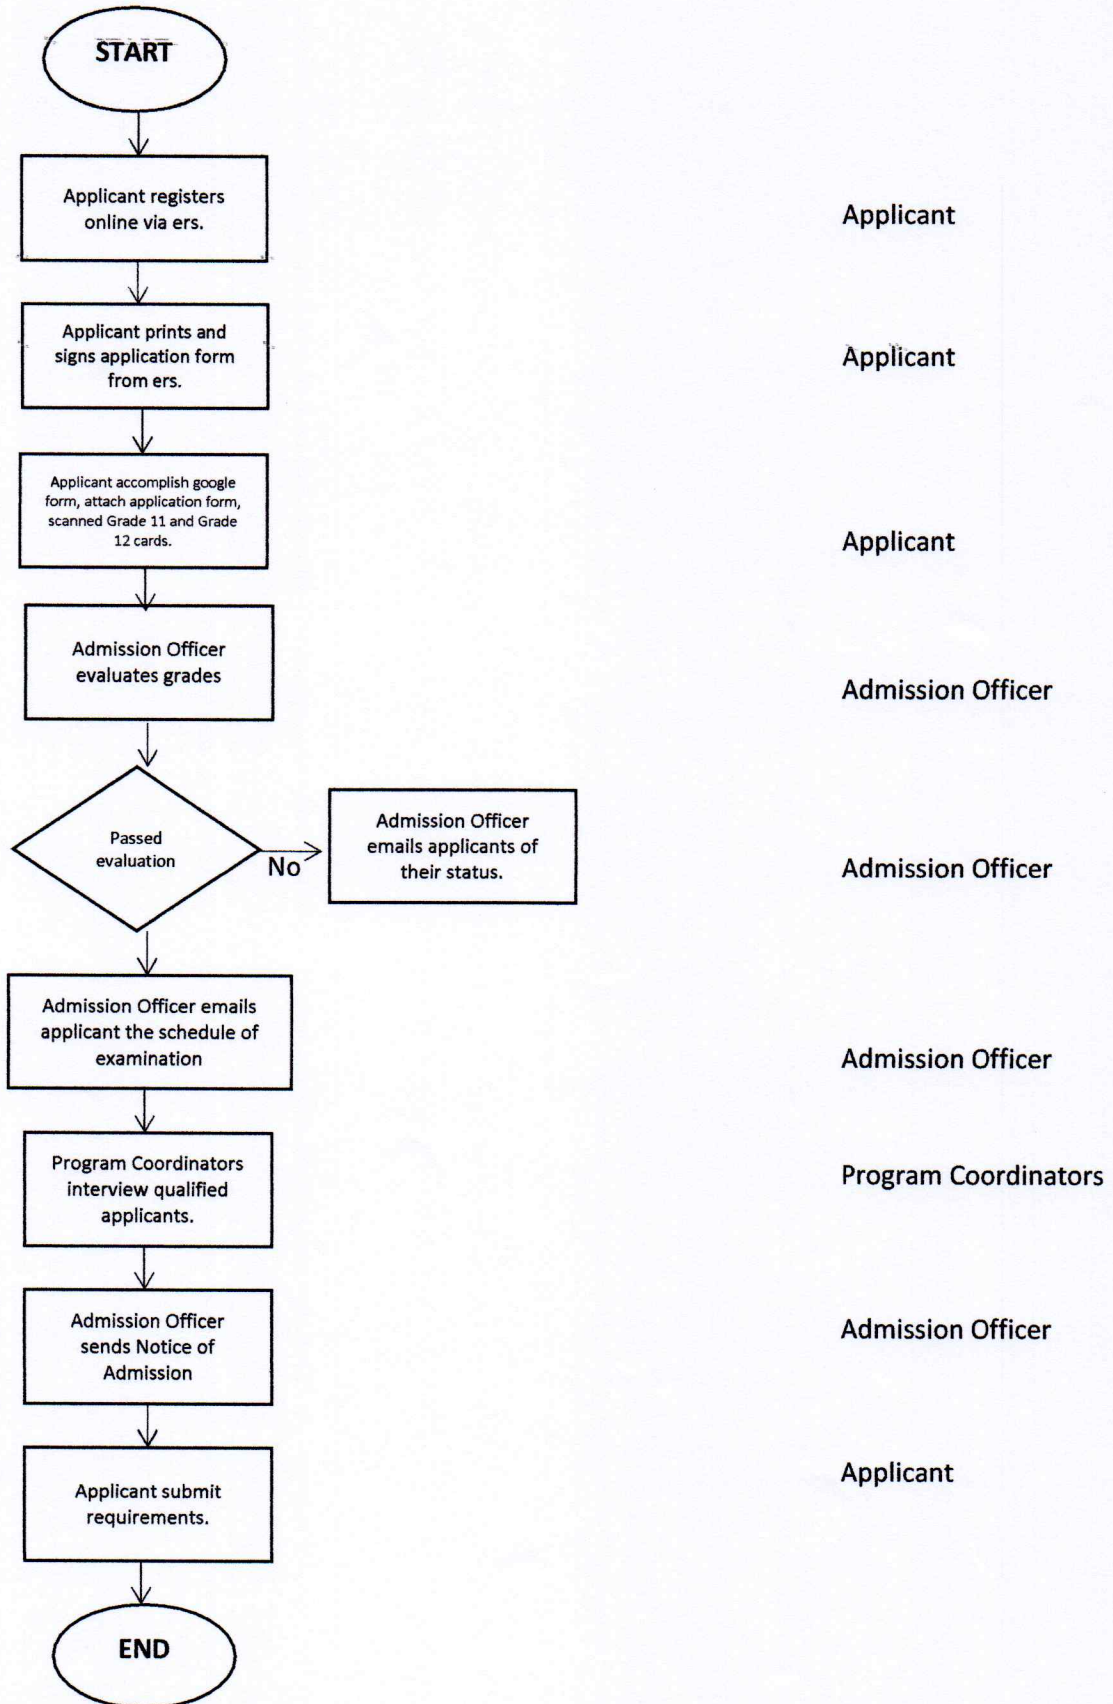 START
Applicant registers
online via ers.
Applicant
Applicant prints and
signs application form
from ers.
Applicant
Applicant accomplish google
form, attach application form,
scanned Grade 11 and Grade
12 cards.
Applicant
Admission Officer
evaluates grades
Admission Officer
Passed
evaluation
No
Admission Officer
emails applicants of
their status.
Admission Officer
Admission Officer emails
applicant the schedule of
examination
Admission Officer
Program Coordinators
interview qualified
applicants.
Program Coordinators
Admission Officer
sends Notice of
Admission
Admission Officer
Applicant submit
requirements.
Applicant
END